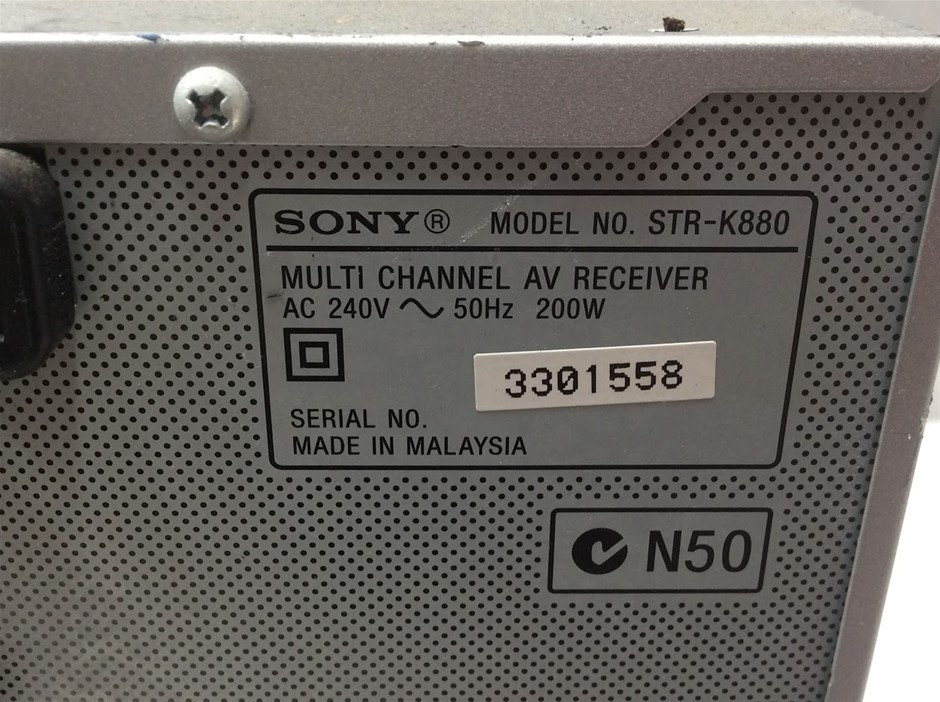 SONY® MODEL NO. STR-K880
MULTI CHANNEL AV RECEIVER
AC 240V ~ 50Hz 200W
3301558
SERIAL NO.
MADE IN MALAYSIA
N50